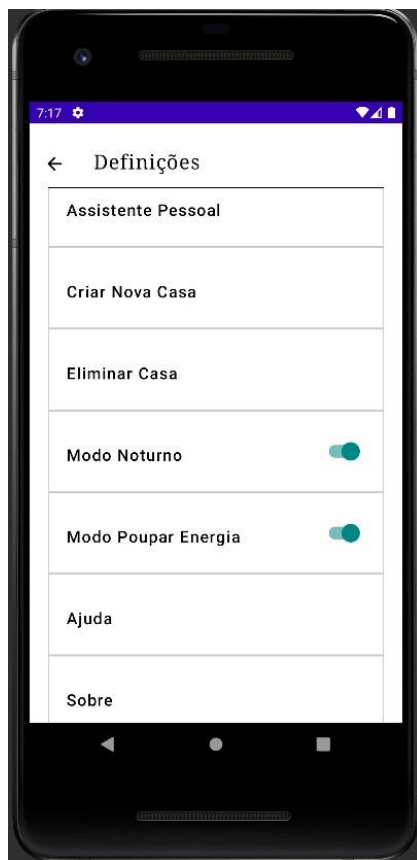 7:17
Definições
Assistente Pessoal
Criar Nova Casa
Eliminar Casa
Modo Noturno
Modo Poupar Energia
Ajuda
Sobre